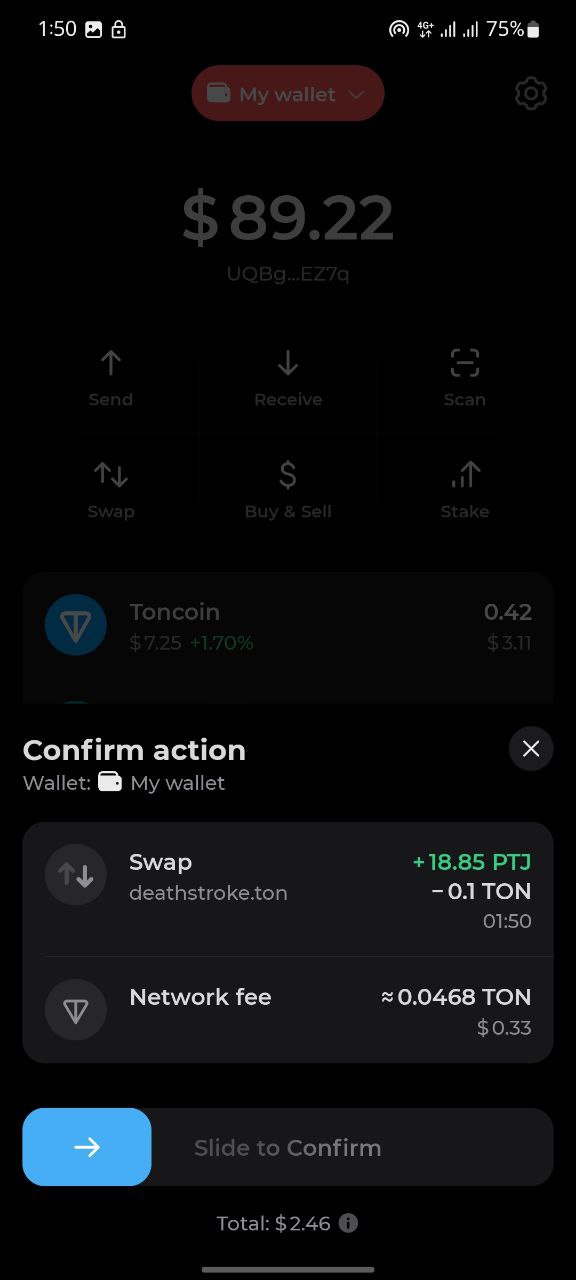 1:50 4G+ 75%
My wallet
$ 89.22
UQBg...EZ7q
Send Receive Scan
Swap Buy & Sell Stake
Toncoin 0.42
$ 7.25 +1.70% $ 3.11
Confirm action
Wallet: My wallet
Swap + 18.85 PTJ
deathstroke.ton − 0.1 TON
01:50
Network fee ≈ 0.0468 TON
$ 0.33
Slide to Confirm
Total: $ 2.46